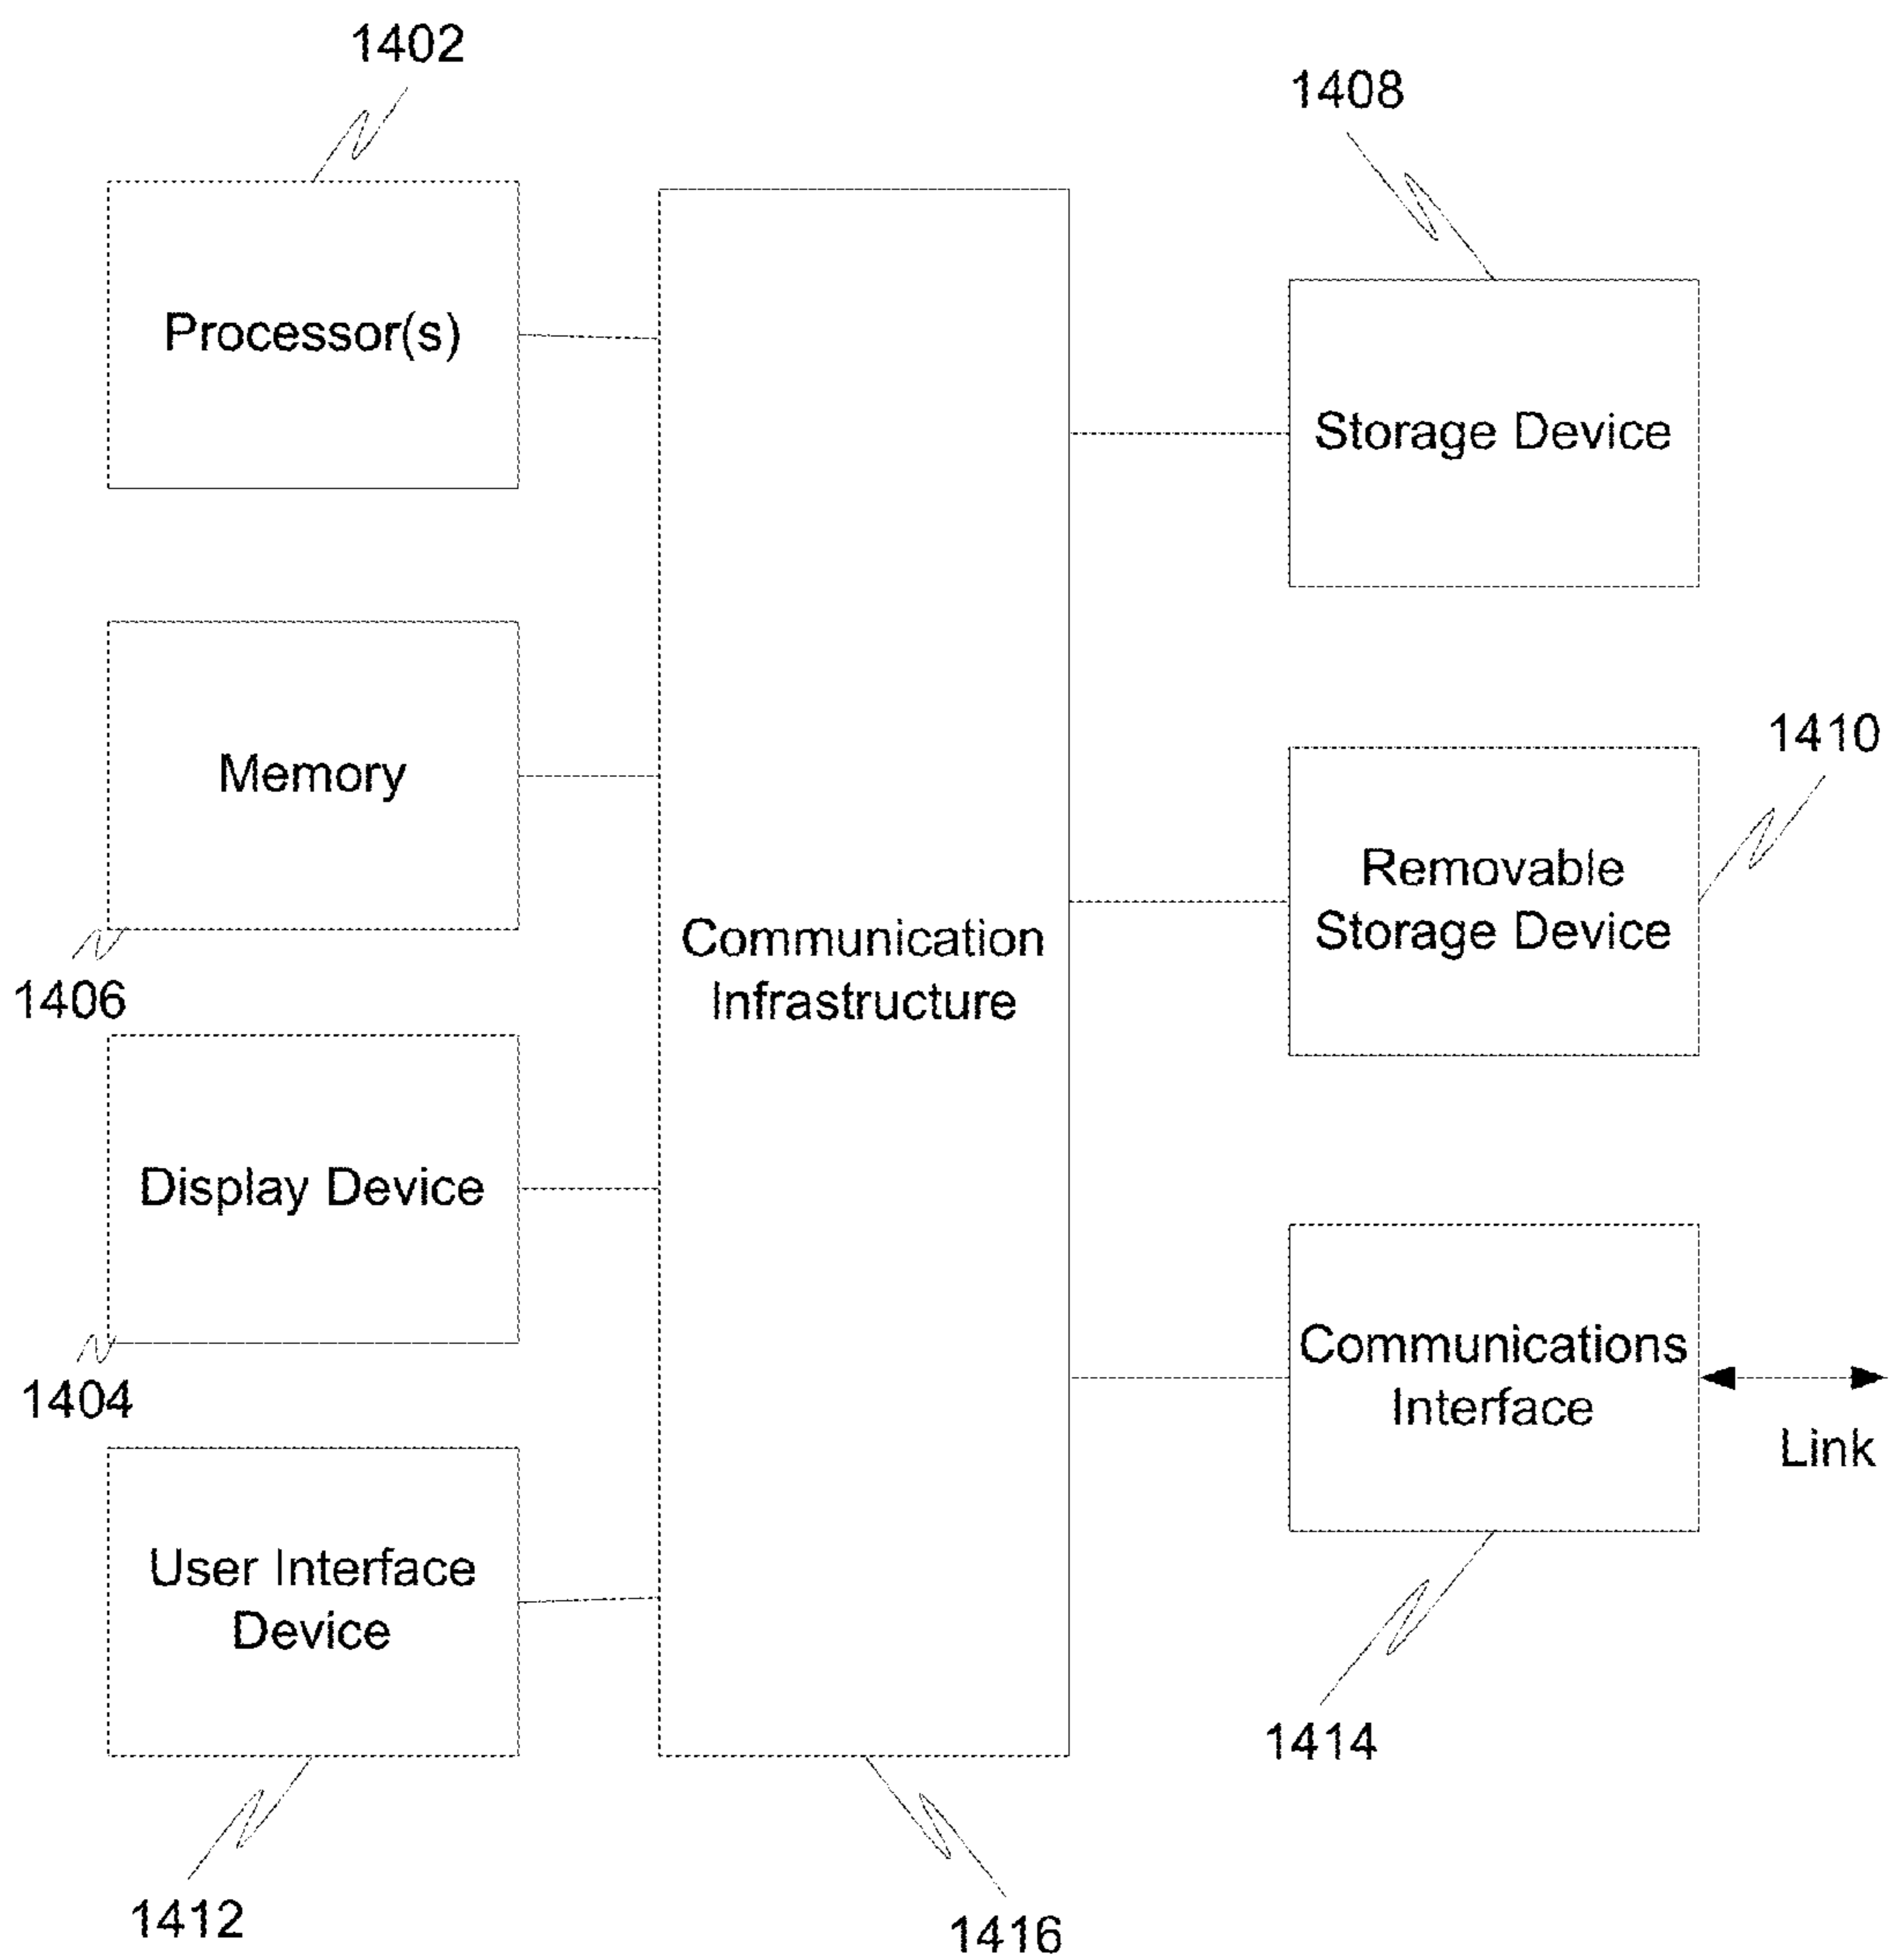 1402
1408
Processor(s)
Storage Device
1410
Memory
Removable
Storage Device
Communication
Infrastructure
1406
Display Device
Communications
Interface
1404
Link
User Interface
Device
1414
1412
1416